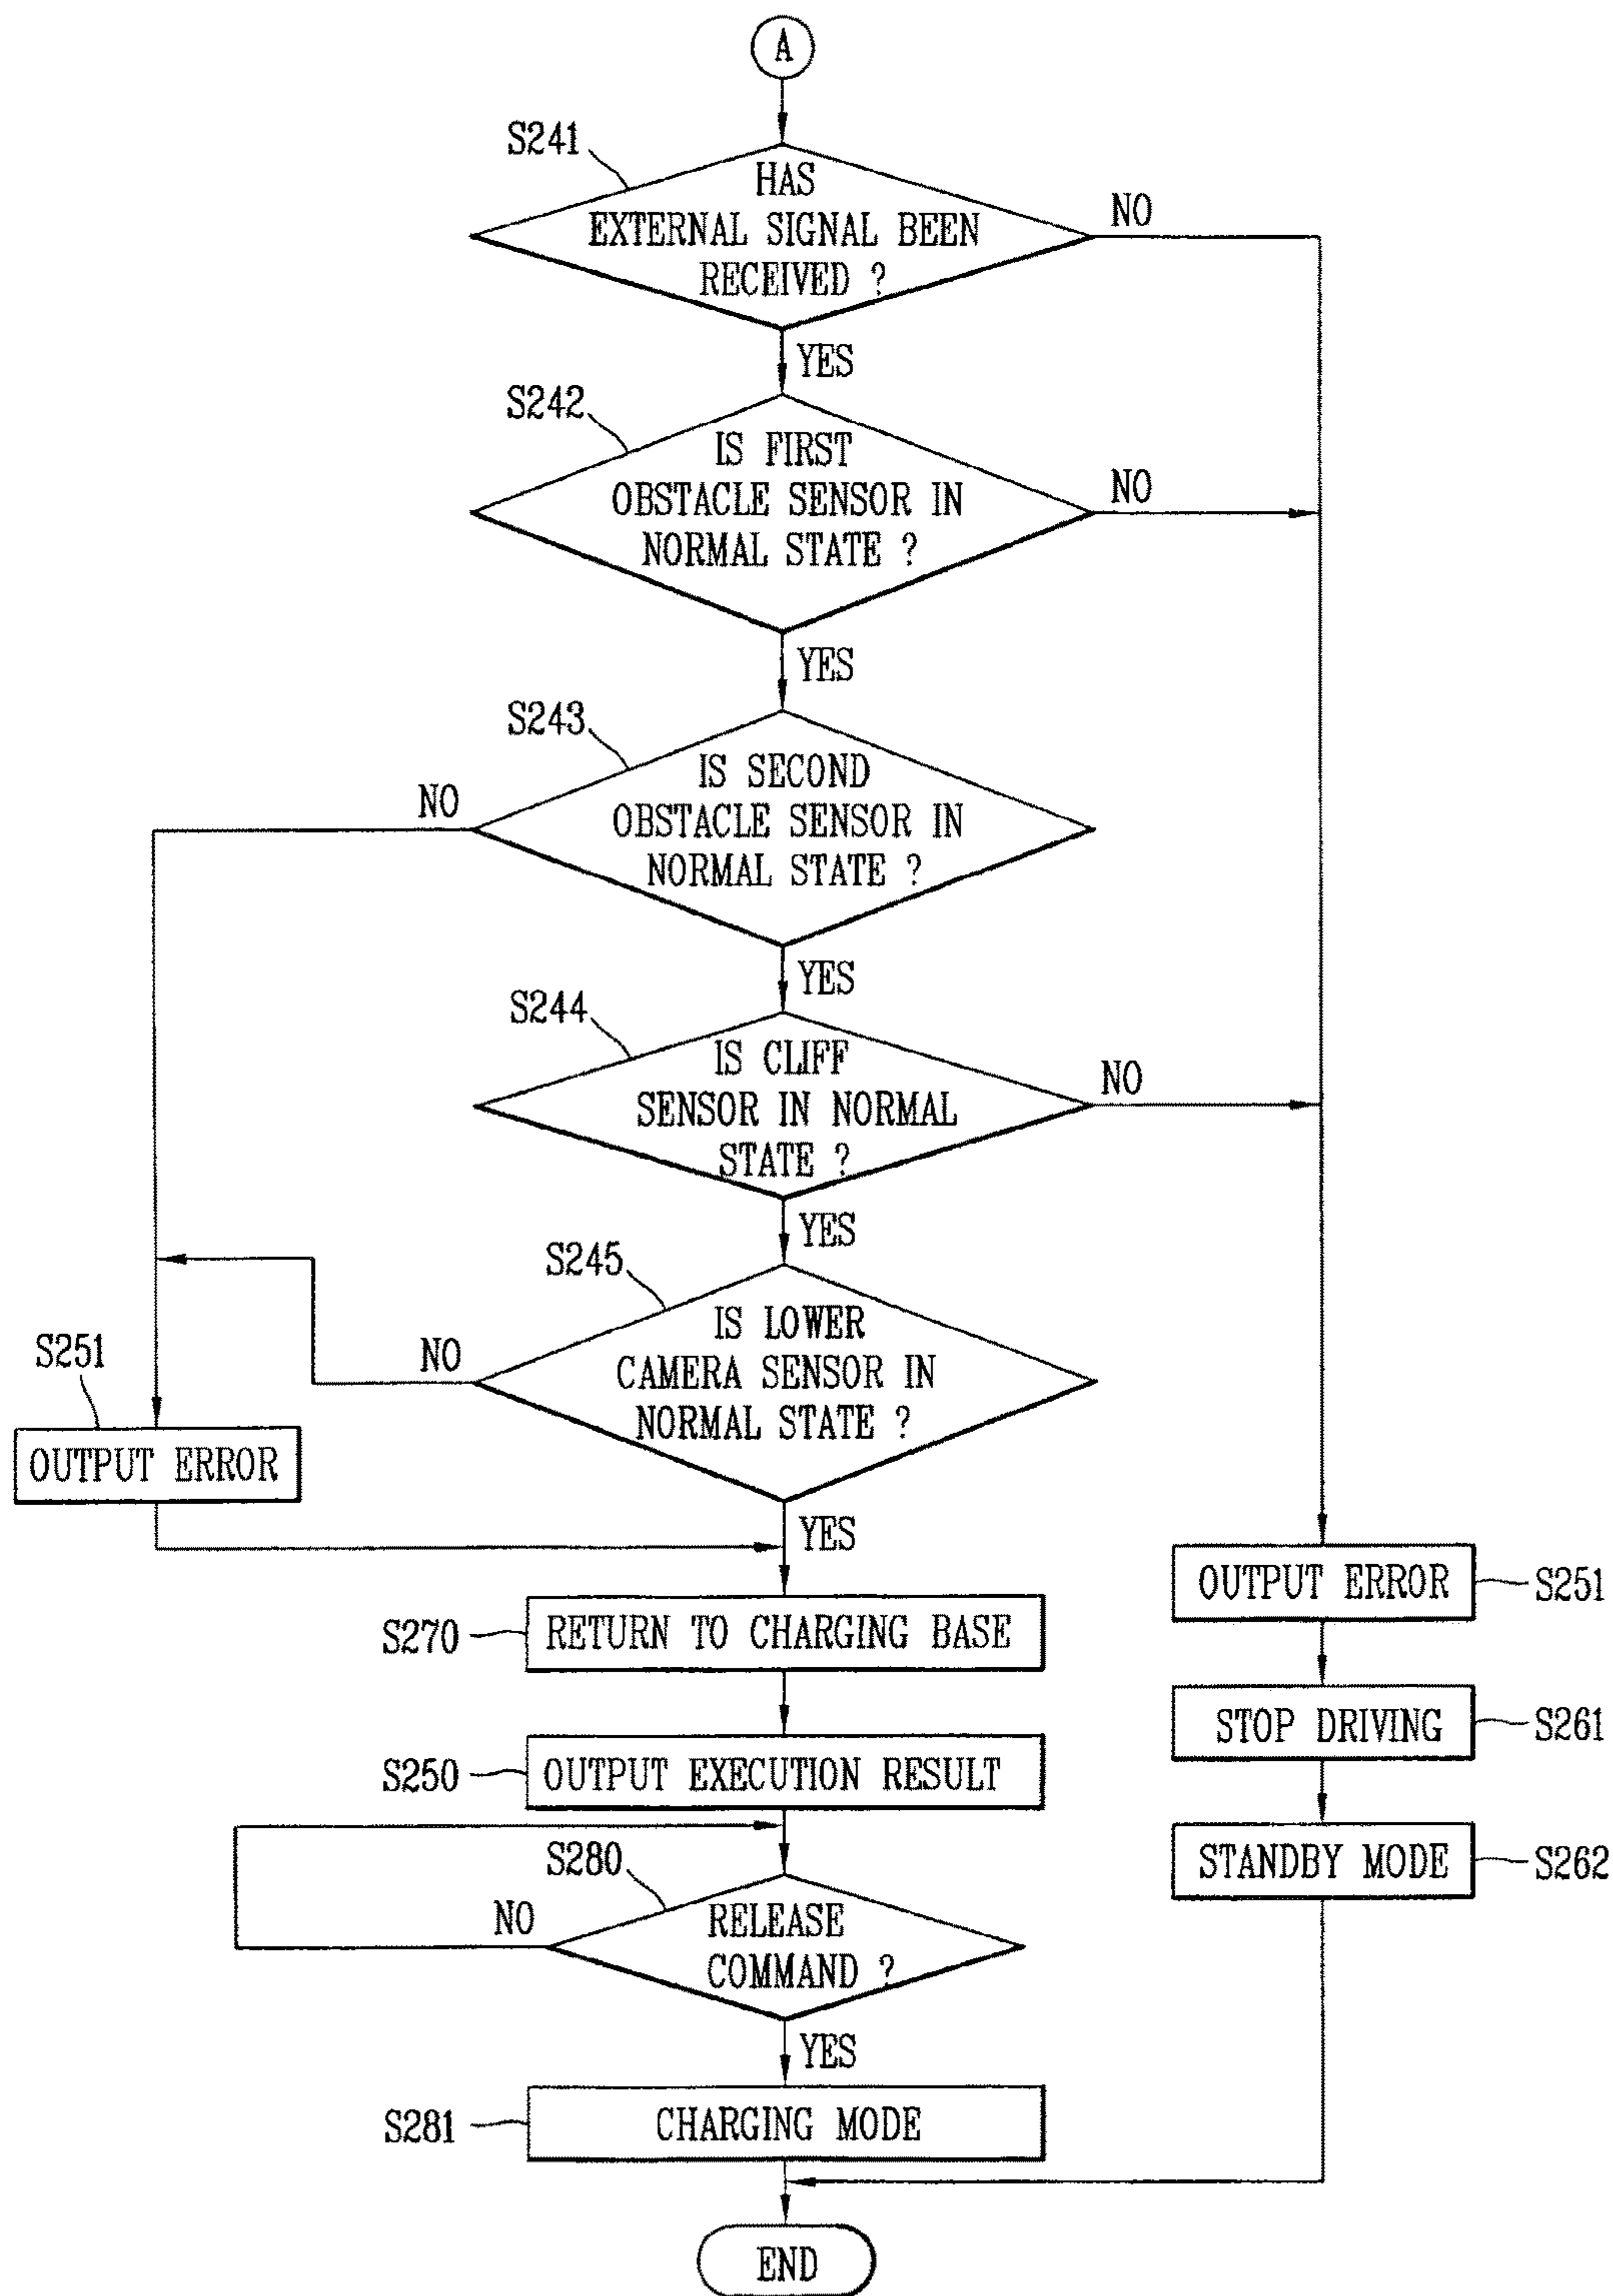 A
S241
HAS
EXTERNAL SIGNAL BEEN
RECEIVED ?
NO
YES
S242
IS FIRST
OBSTACLE SENSOR IN
NORMAL STATE ?
NO
YES
S243
IS SECOND
OBSTACLE SENSOR IN
NORMAL STATE ?
NO
YES
S244
IS CLIFF
SENSOR IN NORMAL
STATE ?
NO
YES
S245
IS LOWER
CAMERA SENSOR IN
NORMAL STATE ?
NO
YES
S251
OUTPUT ERROR
OUTPUT ERROR
S251
S270
RETURN TO CHARGING BASE
STOP DRIVING
S261
S250
OUTPUT EXECUTION RESULT
STANDBY MODE
S262
S280
RELEASE
COMMAND ?
NO
YES
S281
CHARGING MODE
END